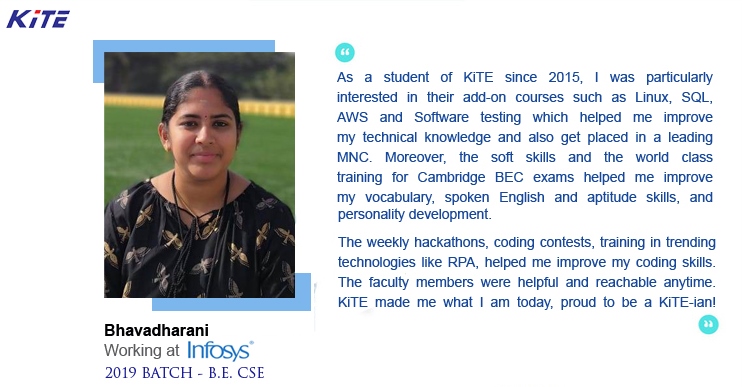 KiTE
“
As a student of KiTE since 2015, I was particularly
interested in their add-on courses such as Linux, SQL,
AWS and Software testing which helped me improve
my technical knowledge and also get placed in a leading
MNC. Moreover, the soft skills and the world class
training for Cambridge BEC exams helped me improve
my vocabulary, spoken English and aptitude skills, and
personality development.
The weekly hackathons, coding contests, training in trending
technologies like RPA, helped me improve my coding skills.
The faculty members were helpful and reachable anytime.
KiTE made me what I am today, proud to be a KiTE-ian!
”
Bhavadharani
Working at Infosys®
2019 BATCH - B.E. CSE